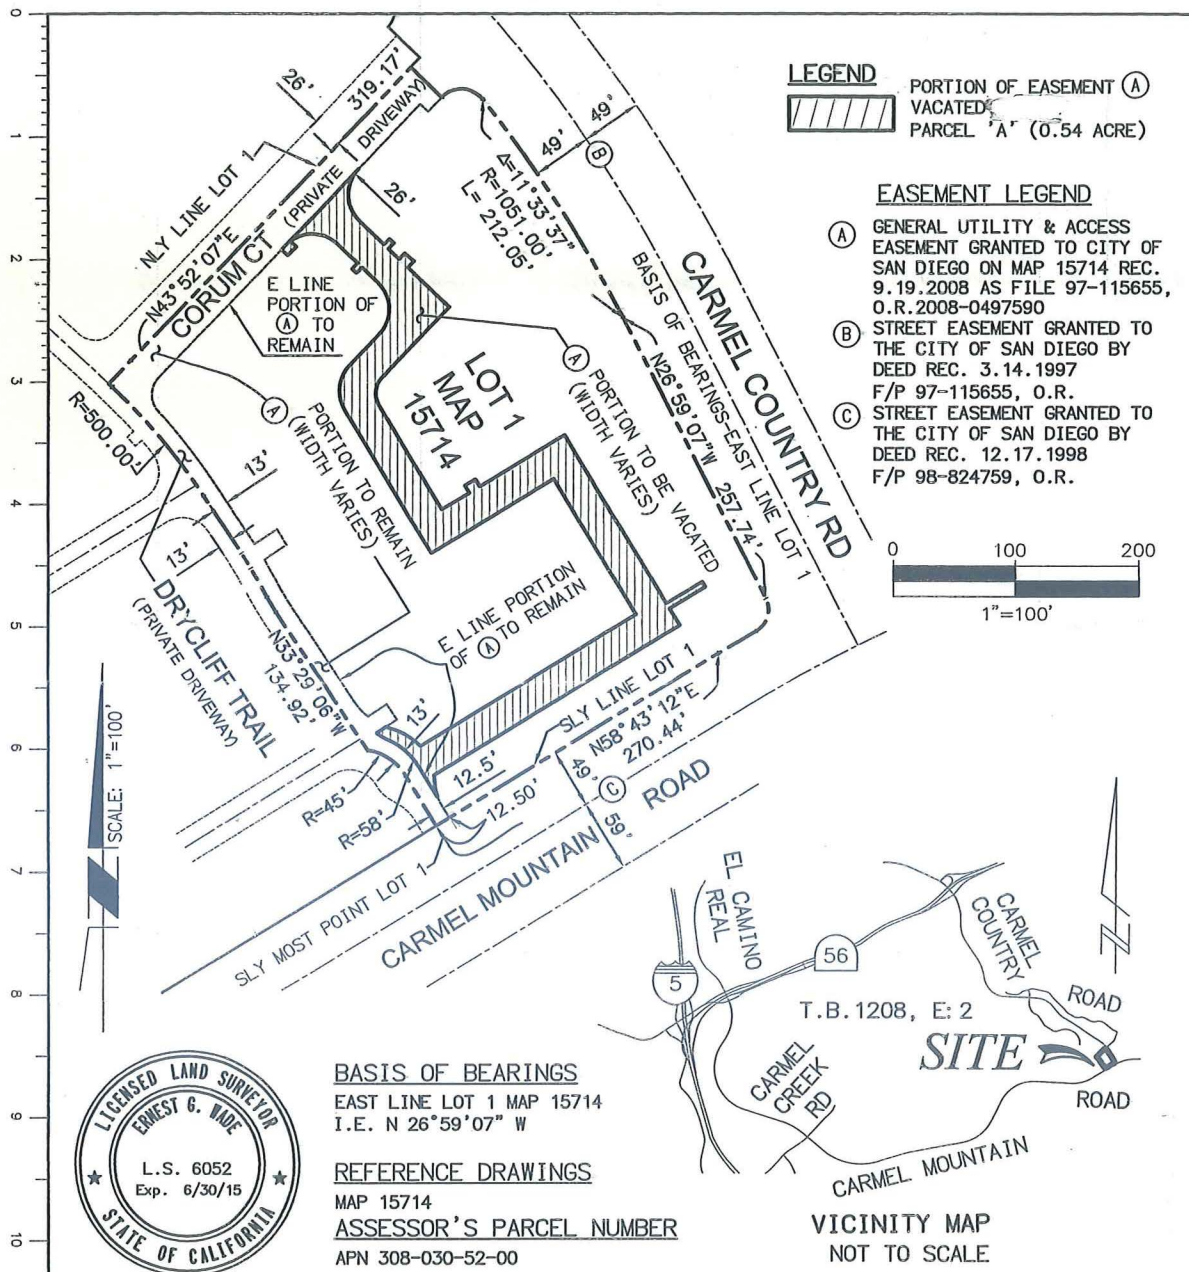 LEGEND
PORTION OF EASEMENT (A)
VACATED
PARCEL 'A' (0.54 ACRE)
EASEMENT LEGEND
(A) GENERAL UTILITY & ACCESS
EASEMENT GRANTED TO CITY OF
SAN DIEGO ON MAP 15714 REC.
9.19.2008 AS FILE 97-115655,
O.R.2008-0497590
(B) STREET EASEMENT GRANTED TO
THE CITY OF SAN DIEGO BY
DEED REC. 3.14.1997
F/P 97-115655, O.R.
(C) STREET EASEMENT GRANTED TO
THE CITY OF SAN DIEGO BY
DEED REC. 12.17.1998
F/P 98-824759, O.R.
0 100 200
1"=100'
0
1
2
3
4
5
6
7
8
9
10
26'
319.17'
NLY LINE LOT 1
(PRIVATE DRIVEWAY)
N43°52'07"E
CORUM CT
26'
49'
49'
B
Δ=11°33'37"
R=1051.00'
L= 212.05'
CARMEL COUNTRY RD
BASIS OF BEARINGS-EAST LINE LOT 1
N26°59'07"W 257.74'
E LINE
PORTION OF
(A) TO
REMAIN
LOT 1
MAP
15714
(A) PORTION TO BE VACATED
(WIDTH VARIES)
(A) PORTION TO REMAIN
(WIDTH VARIES)
R=500.00'
13'
13'
DRYCLIFF TRAIL
(PRIVATE DRIVEWAY)
N33°29'06"W
134.92'
E LINE PORTION
OF (A) TO REMAIN
SLY LINE LOT 1
N58°43'12"E
270.44'
13'
12.5'
12.50'
49'
C
59'
R=45'
R=58'
SLY MOST POINT LOT 1
CARMEL MOUNTAIN ROAD
SCALE: 1"=100'
LICENSED LAND SURVEYOR
ERNEST G. WADE
L.S. 6052
Exp. 6/30/15
STATE OF CALIFORNIA
BASIS OF BEARINGS
EAST LINE LOT 1 MAP 15714
I.E. N 26°59'07" W
REFERENCE DRAWINGS
MAP 15714
ASSESSOR'S PARCEL NUMBER
APN 308-030-52-00
EL CAMINO
REAL
5
56
CARMEL
COUNTRY
ROAD
T.B.1208, E:2
SITE
CARMEL
CREEK
RD
ROAD
CARMEL MOUNTAIN
VICINITY MAP
NOT TO SCALE